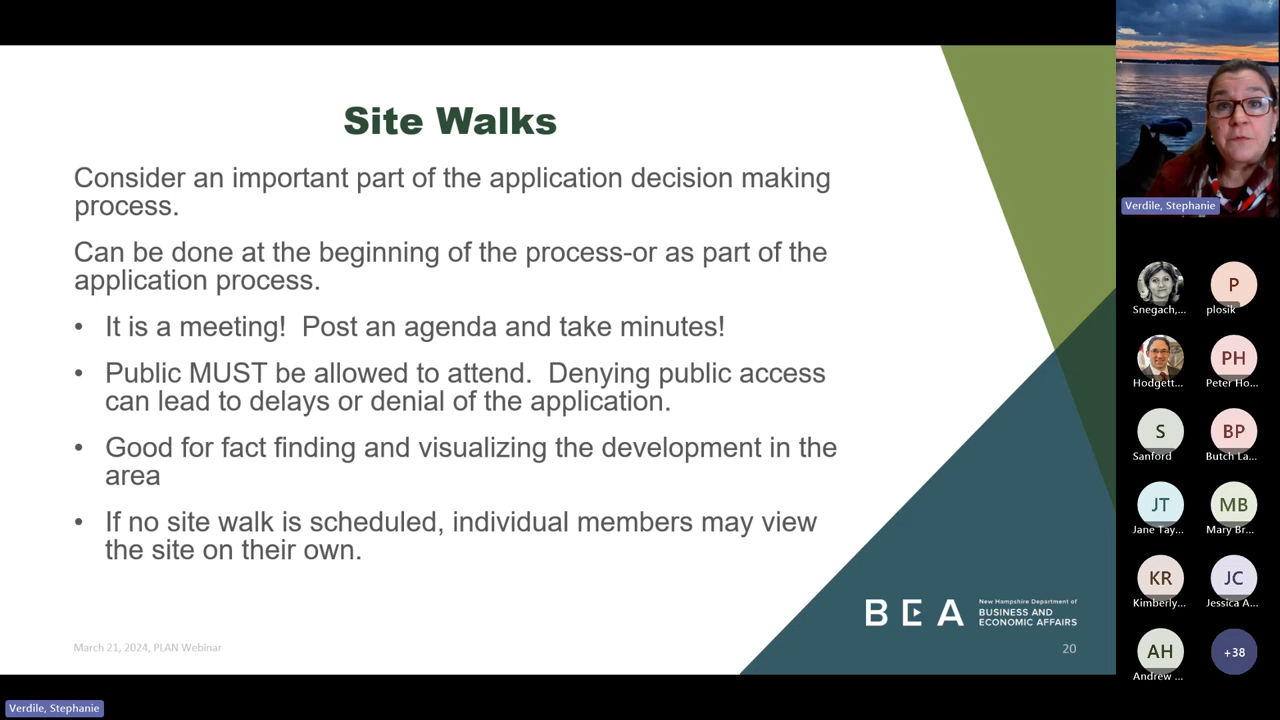 Site Walks
Consider an important part of the application decision making
process.
Can be done at the beginning of the process-or as part of the
application process.
• It is a meeting!  Post an agenda and take minutes!
• Public MUST be allowed to attend.  Denying public access
can lead to delays or denial of the application.
• Good for fact finding and visualizing the development in the
area
• If no site walk is scheduled, individual members may view
the site on their own.
BEA
New Hampshire Department of
BUSINESS AND
ECONOMIC AFFAIRS
March 21, 2024, PLAN Webinar
20
Verdile, Stephanie
Snegach,...
P
plosik
Hodgett...
PH
Peter Ho...
S
Sanford
BP
Butch La...
JT
Jane Tay...
MB
Mary Br...
KR
Kimberly...
JC
Jessica A...
AH
Andrew ...
+38
Verdile, Stephanie